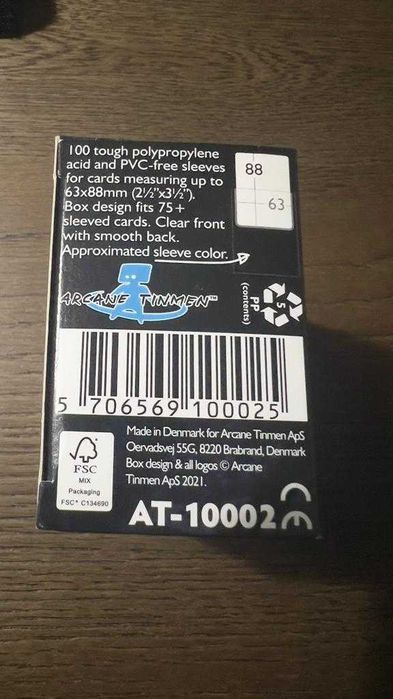 100 tough polypropylene
acid and PVC-free sleeves
for cards measuring up to
63x88mm (2½"x3½").
Box design fits 75+
sleeved cards. Clear front
with smooth back.
Approximated sleeve color.
88
63
ARCANE TINMEN™
5
PP
(contents)
5 706569 100025
FSC
MIX
Packaging
FSC® C134690
Made in Denmark for Arcane Tinmen ApS
Oervadsvej 55G, 8220 Brabrand, Denmark
Box design & all logos © Arcane
Tinmen ApS 2021.
AT-10002
CE